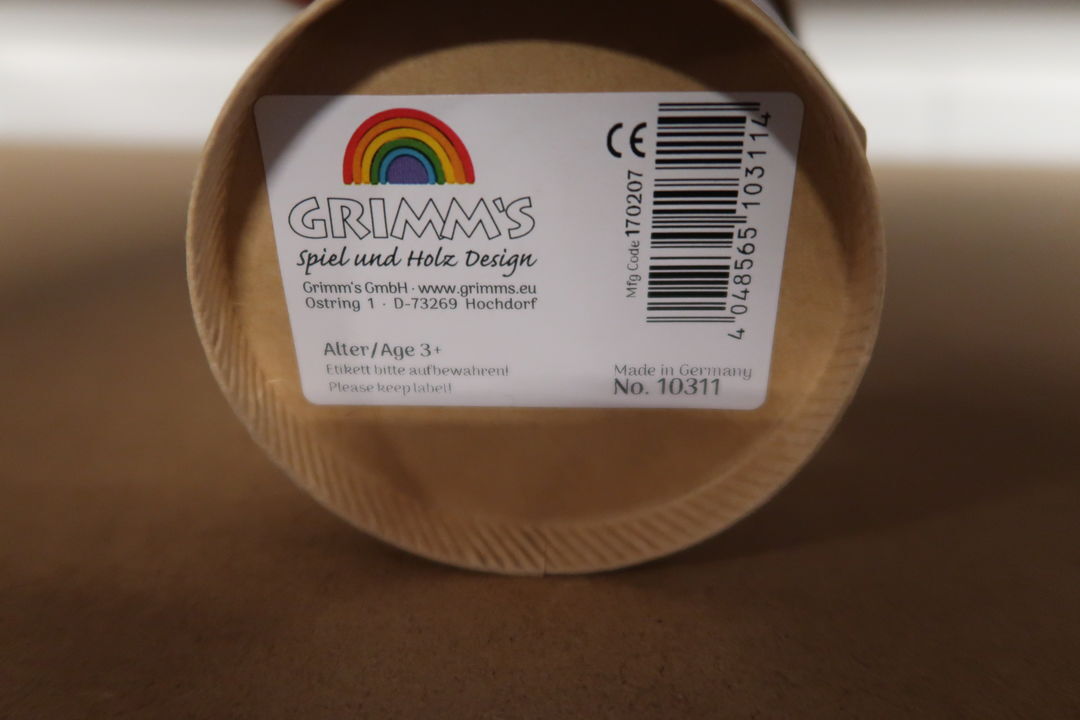 GRIMM'S
Spiel und Holz Design
Grimm's GmbH · www.grimms.eu
Ostring 1 · D-73269 Hochdorf
Alter/Age 3+
Etikett bitte aufbewahren!
Please keep label!
CE
Mfg Code 170207
4 048565 103114
Made in Germany
No. 10311